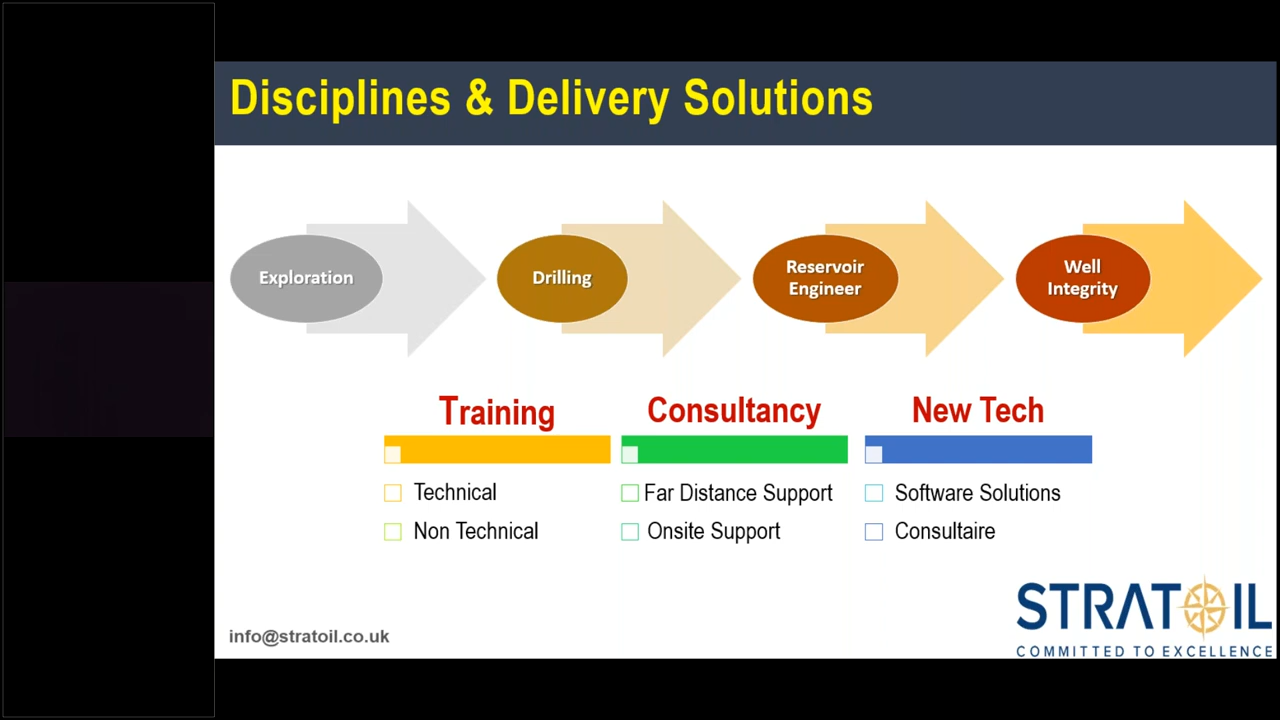 Disciplines & Delivery Solutions
Exploration
Drilling
Reservoir
Engineer
Well
Integrity
Training
Consultancy
New Tech
Technical
Far Distance Support
Software Solutions
Non Technical
Onsite Support
Consultaire
info@stratoil.co.uk
STRATOIL
COMMITTED TO EXCELLENCE